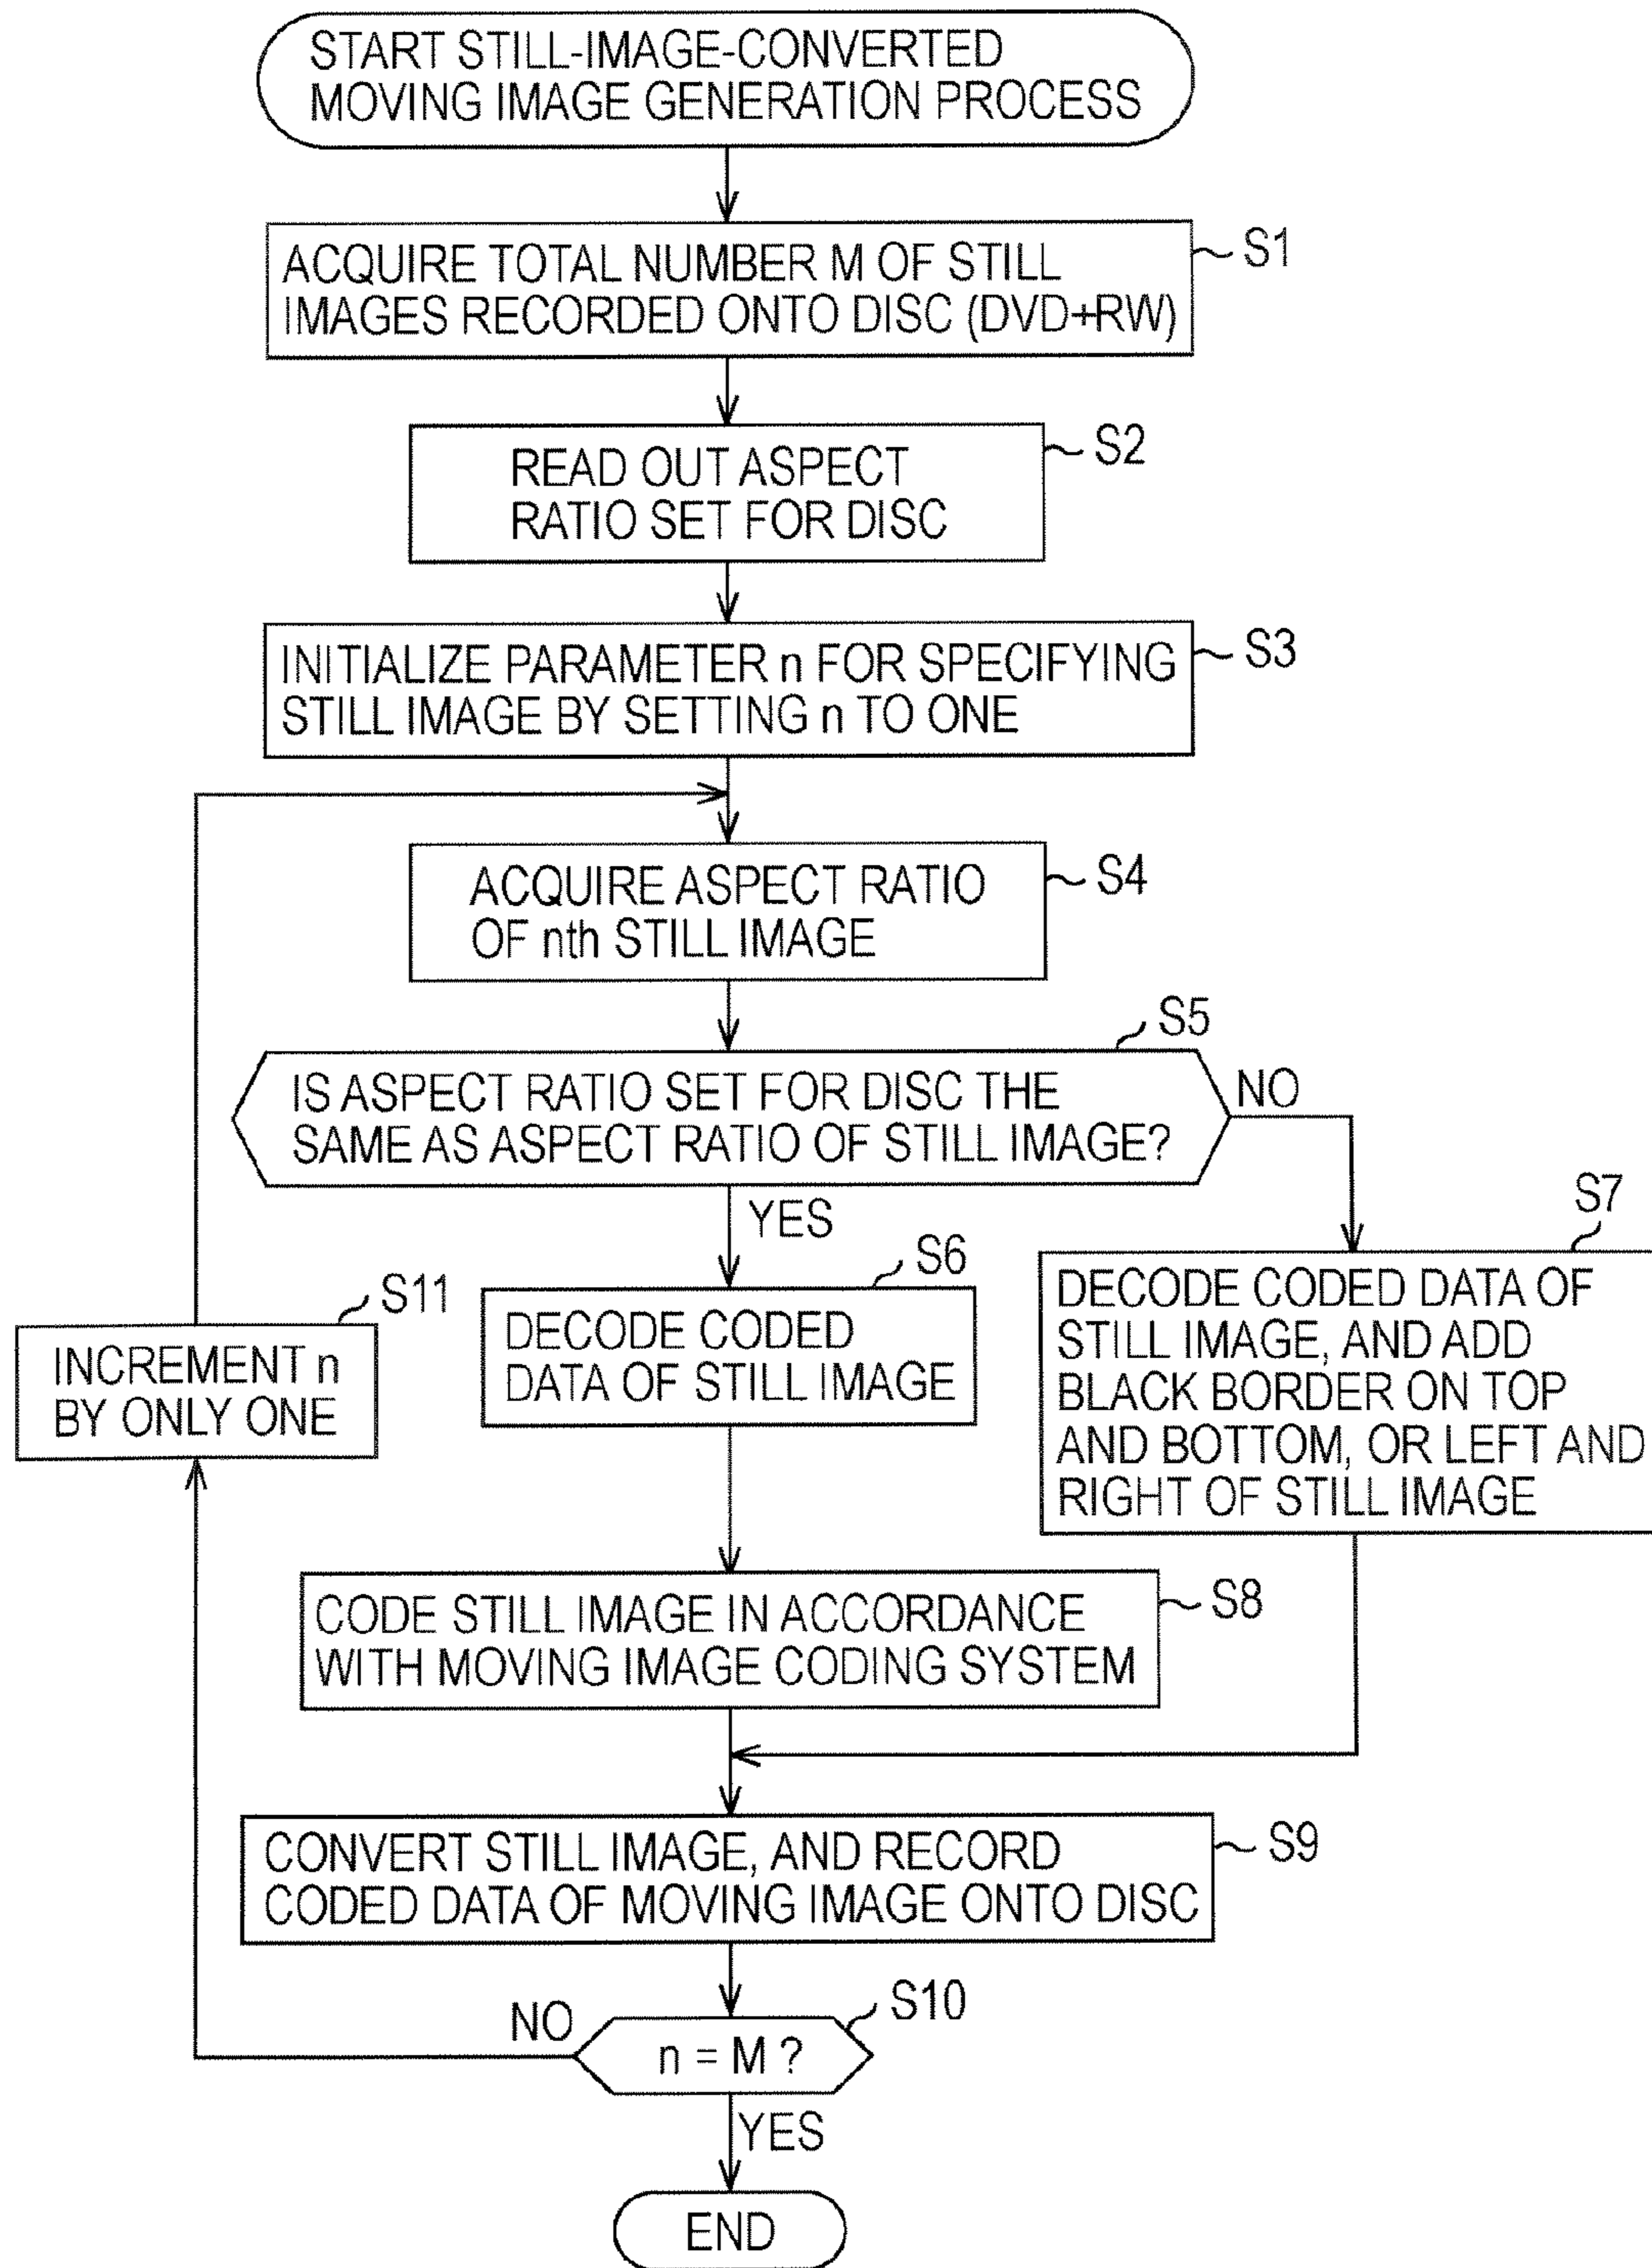 START STILL-IMAGE-CONVERTED
MOVING IMAGE GENERATION PROCESS
ACQUIRE TOTAL NUMBER M OF STILL
IMAGES RECORDED ONTO DISC (DVD+RW)
S1
READ OUT ASPECT
RATIO SET FOR DISC
S2
INITIALIZE PARAMETER n FOR SPECIFYING
STILL IMAGE BY SETTING n TO ONE
S3
ACQUIRE ASPECT RATIO
OF nth STILL IMAGE
S4
S5
IS ASPECT RATIO SET FOR DISC THE
SAME AS ASPECT RATIO OF STILL IMAGE?
NO
YES
S6
DECODE CODED
DATA OF STILL IMAGE
S7
DECODE CODED DATA OF
STILL IMAGE, AND ADD
BLACK BORDER ON TOP
AND BOTTOM, OR LEFT AND
RIGHT OF STILL IMAGE
S11
INCREMENT n
BY ONLY ONE
CODE STILL IMAGE IN ACCORDANCE
WITH MOVING IMAGE CODING SYSTEM
S8
CONVERT STILL IMAGE, AND RECORD
CODED DATA OF MOVING IMAGE ONTO DISC
S9
S10
NO
n = M ?
YES
END